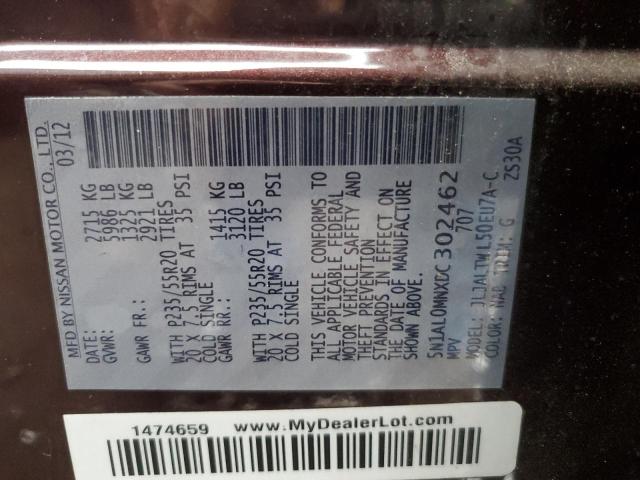 MFD BY NISSAN MOTOR CO., LTD.
DATE: 03/12
GVWR: 2715 KG
5986 LB
GAWR FR.: 1325 KG
2921 LB
WITH P235/55R20 TIRES
20 X 7.5 RIMS AT 35 PSI
COLD SINGLE
GAWR RR.: 1415 KG
3120 LB
WITH P235/55R20 TIRES
20 X 7.5 RIMS AT 35 PSI
COLD SINGLE
THIS VEHICLE CONFORMS TO
ALL APPLICABLE FEDERAL
MOTOR VEHICLE SAFETY AND
THEFT PREVENTION
STANDARDS IN EFFECT ON
THE DATE OF MANUFACTURE
SHOWN ABOVE.
5N1AL0MNXDC302462
MPV 707
MODEL: JLJALTWL50EU7A-C
COLOR: NAB TRIM: G ZS30A
1474659 www.MyDealerLot.com